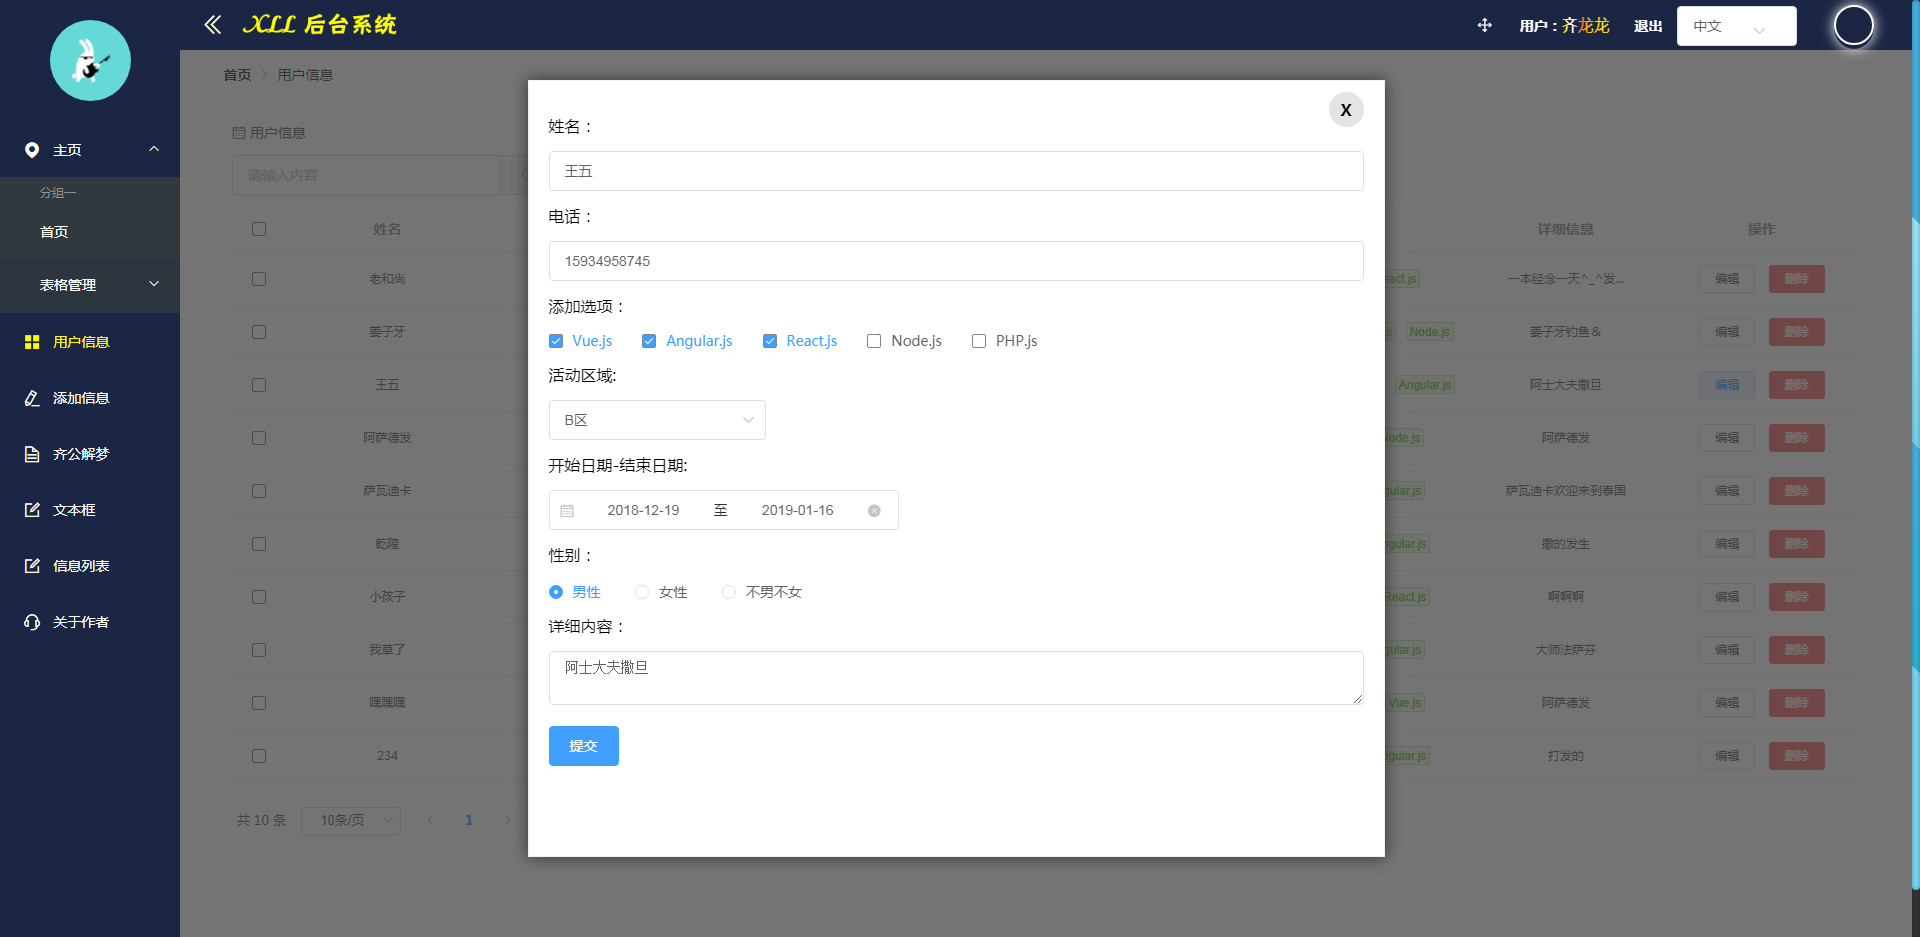 XLL 后台系统
用户：齐龙龙
退出
中文
主页
分组一
首页
表格管理
用户信息
添加信息
齐公解梦
文本框
信息列表
关于作者
首页 > 用户信息
用户信息
请输入内容
姓名 详细信息 操作
老和尚 act.js 一本经念一天^_^发... 编辑 删除
姜子牙 s Node.js 姜子牙钓鱼& 编辑 删除
王五 Angular.js 阿士大夫撒旦 编辑 删除
阿萨德发 ode.js 阿萨德发 编辑 删除
萨瓦迪卡 gular.js 萨瓦迪卡欢迎来到泰国 编辑 删除
乾隆 gular.js 撒的发生 编辑 删除
小孩子 React.js 啊啊啊 编辑 删除
我草了 gular.js 大师法萨芬 编辑 删除
嘿嘿嘿 Vue.js 阿萨德发 编辑 删除
234 gular.js 打发的 编辑 删除
共 10 条 10条/页 < 1 >
X
姓名：
王五
电话：
15934958745
添加选项：
Vue.js Angular.js React.js Node.js PHP.js
活动区域:
B区
开始日期-结束日期:
2018-12-19 至 2019-01-16
性别：
男性 女性 不男不女
详细内容：
阿士大夫撒旦
提交